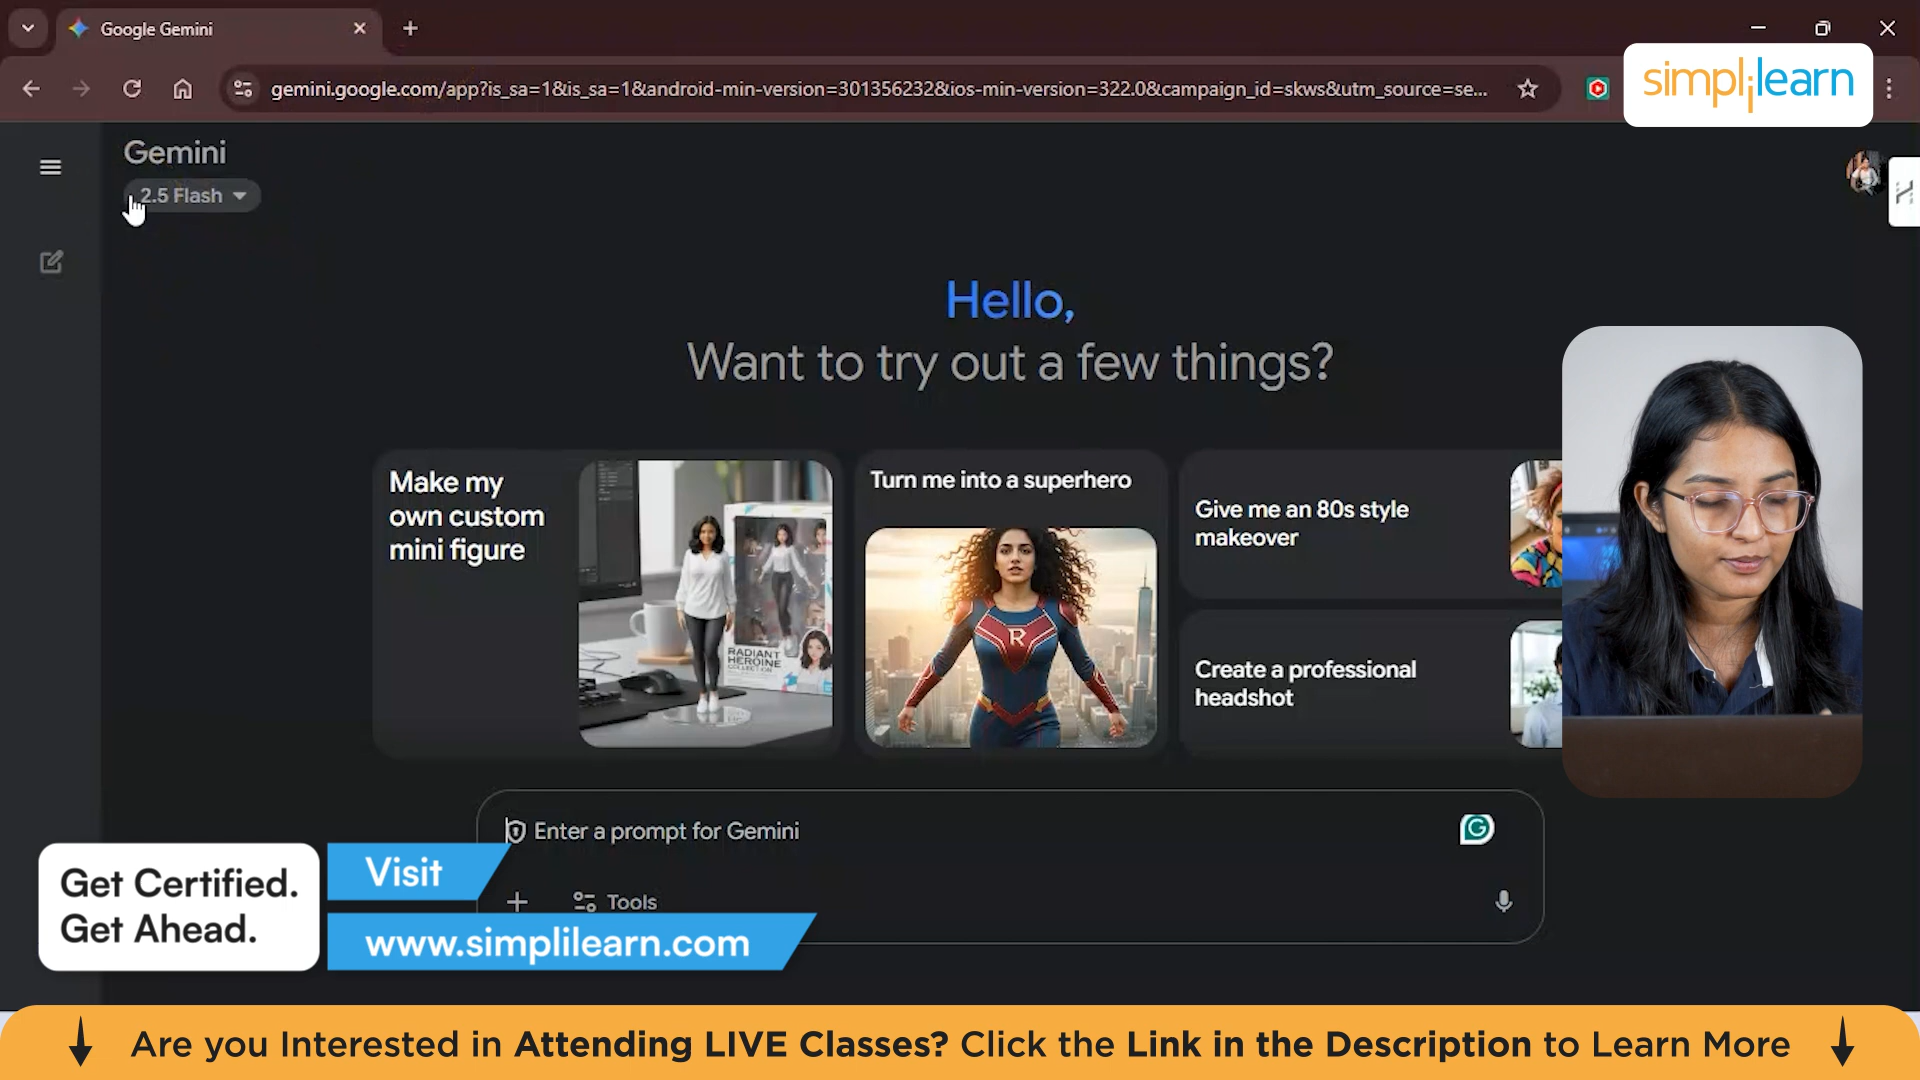 Google Gemini
gemini.google.com/app?is_sa=1&is_sa=1&android-min-version=301356232&ios-min-version=322.0&campaign_id=skws&utm_source=se...
simplilearn
Gemini
2.5 Flash
Hello,
Want to try out a few things?
Make my
own custom
mini figure
RADIANT
HEROINE
COLLECTION
Turn me into a superhero
R
Give me an 80s style
makeover
Create a professional
headshot
Enter a prompt for Gemini
Tools
Get Certified.
Get Ahead.
Visit
www.simplilearn.com
Are you Interested in Attending LIVE Classes? Click the Link in the Description to Learn More